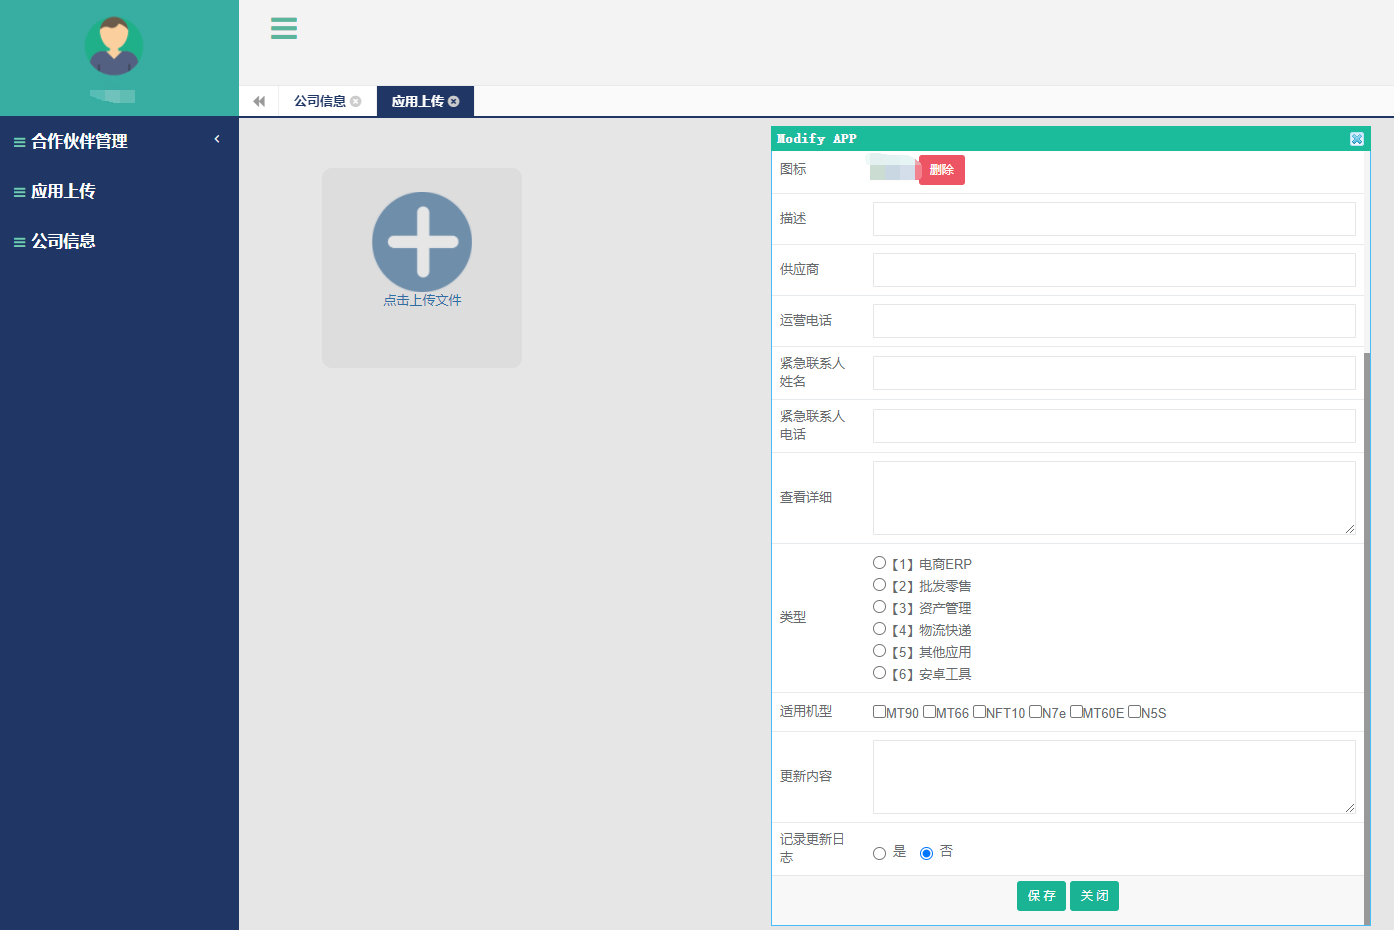 合作伙伴管理
应用上传
公司信息
公司信息
应用上传
点击上传文件
Modify APP
图标
删除
描述
供应商
运营电话
紧急联系人
姓名
紧急联系人
电话
查看详细
类型
【1】电商ERP
【2】批发零售
【3】资产管理
【4】物流快递
【5】其他应用
【6】安卓工具
适用机型
MT90 MT66 NFT10 N7e MT60E N5S
更新内容
记录更新日
志
是 否
保存 关闭